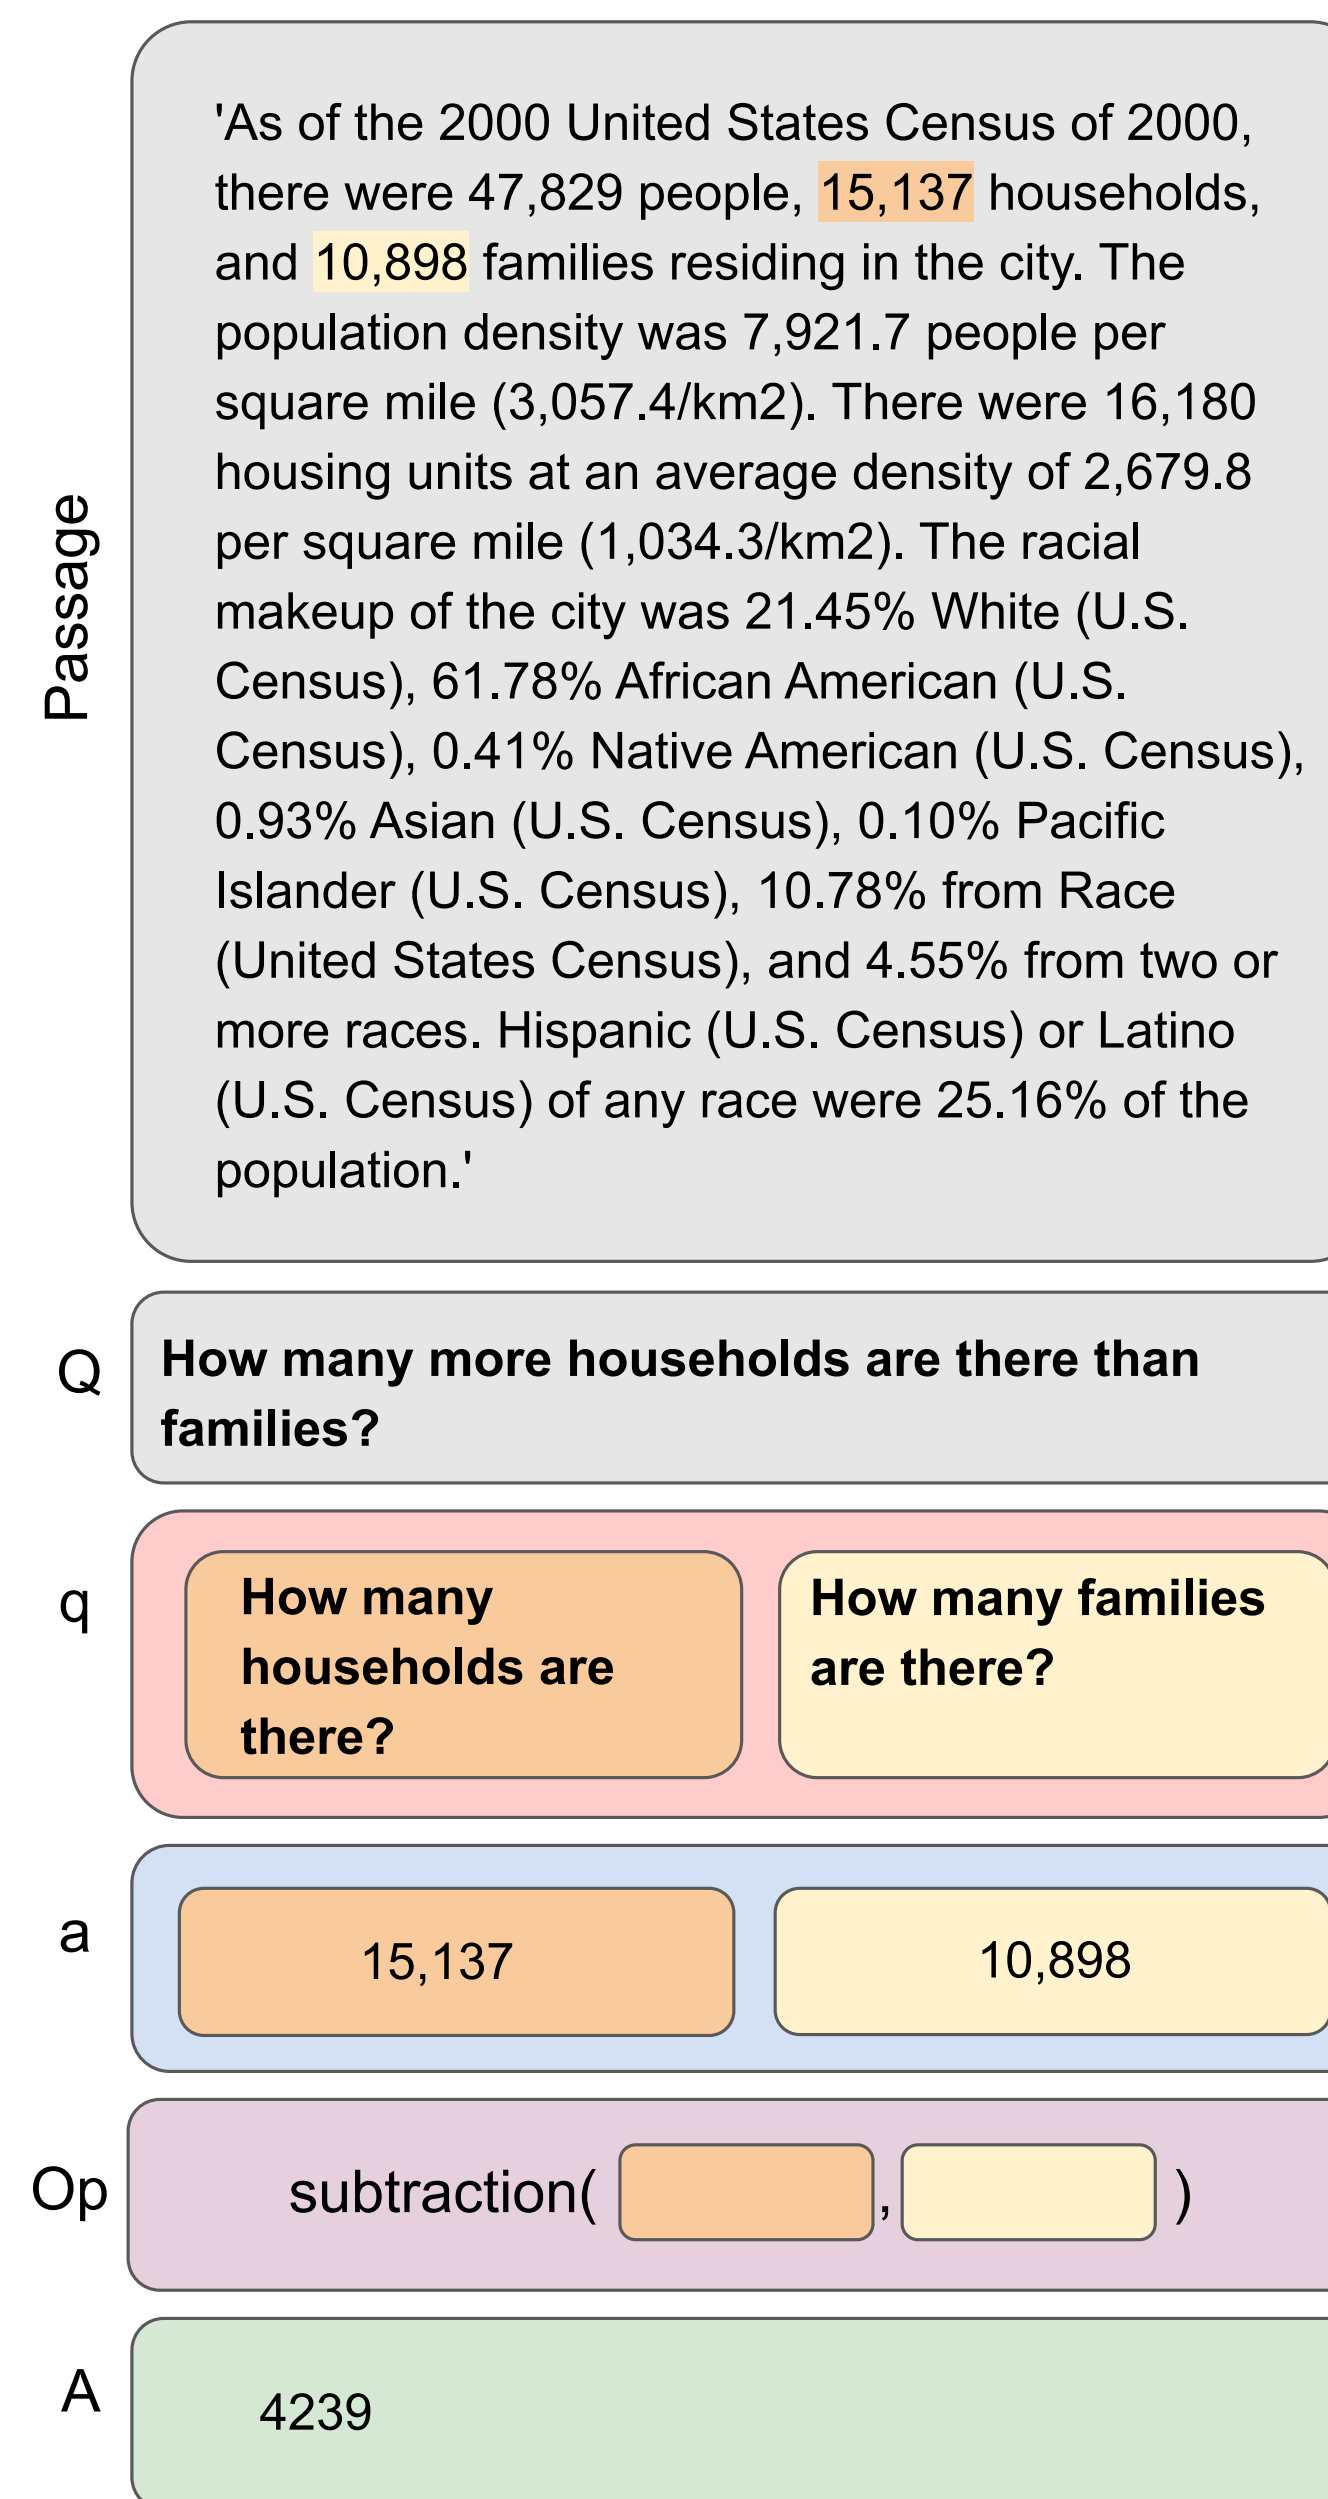 Passage
'As of the 2000 United States Census of 2000,
there were 47,829 people, 15,137 households,
and 10,898 families residing in the city. The
population density was 7,921.7 people per
square mile (3,057.4/km2). There were 16,180
housing units at an average density of 2,679.8
per square mile (1,034.3/km2). The racial
makeup of the city was 21.45% White (U.S.
Census), 61.78% African American (U.S.
Census), 0.41% Native American (U.S. Census),
0.93% Asian (U.S. Census), 0.10% Pacific
Islander (U.S. Census), 10.78% from Race
(United States Census), and 4.55% from two or
more races. Hispanic (U.S. Census) or Latino
(U.S. Census) of any race were 25.16% of the
population.'
Q
How many more households are there than
families?
q
How many
households are
there?
How many families
are there?
a
15,137
10,898
Op
subtraction( , )
A
4239